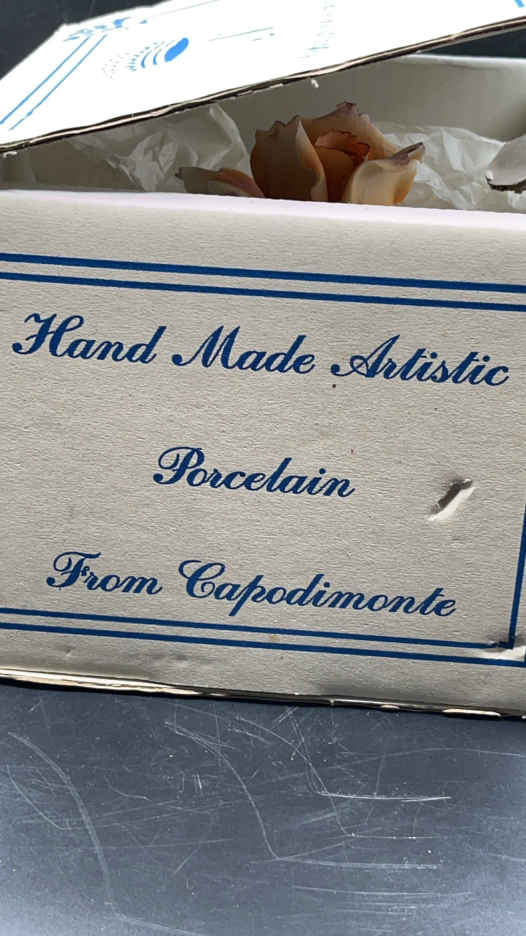 Hand Made Artistic
Porcelain
From Capodimonte